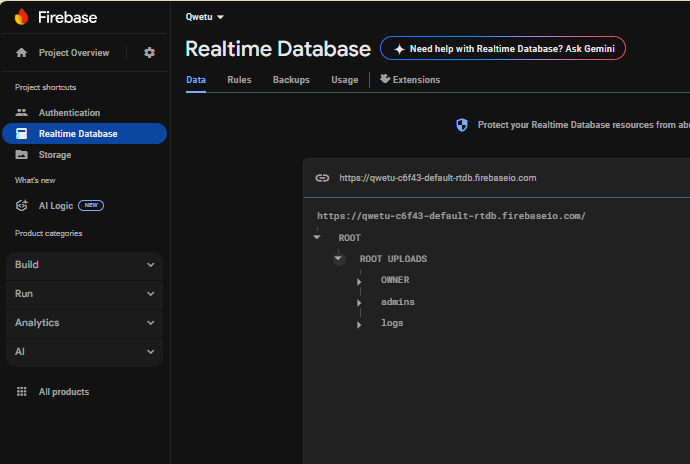 Firebase
Project Overview
Project shortcuts
Authentication
Realtime Database
Storage
What's new
AI Logic NEW
Product categories
Build
Run
Analytics
AI
All products
Qwetu
Realtime Database
Need help with Realtime Database? Ask Gemini
Data Rules Backups Usage Extensions
Protect your Realtime Database resources from
https://qwetu-c6f43-default-rtdb.firebaseio.com
https://qwetu-c6f43-default-rtdb.firebaseio.com/
ROOT
ROOT UPLOADS
OWNER
admins
logs